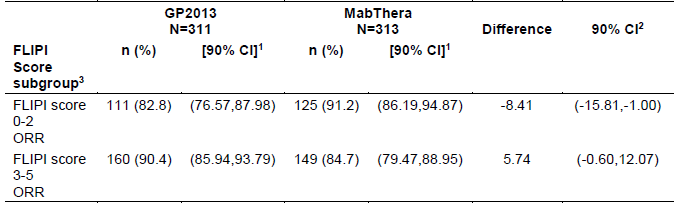 GP2013 MabThera
N=311 N=313 Difference 90% CI2
FLIPI n (%) [90% CI]1 n (%) [90% CI]1
Score
subgroup3
FLIPI score 111 (82.8) (76.57,87.98) 125 (91.2) (86.19,94.87) -8.41 (-15.81,-1.00)
0-2
ORR
FLIPI score 160 (90.4) (85.94,93.79) 149 (84.7) (79.47,88.95) 5.74 (-0.60,12.07)
3-5
ORR